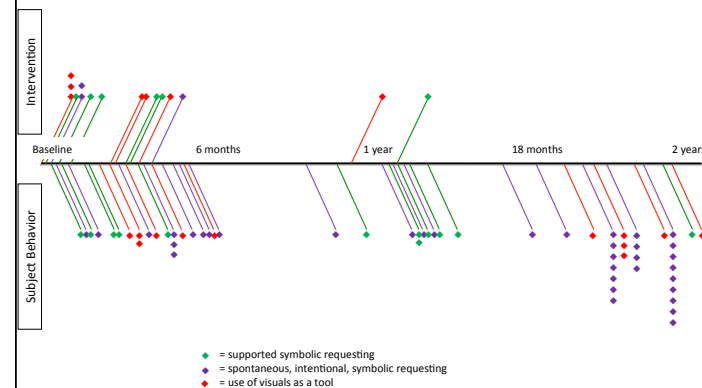 Intervention
Baseline
6 months
1 year
18 months
2 years
Subject Behavior
= supported symbolic requesting
= spontaneous, intentional, symbolic requesting
= use of visuals as a tool